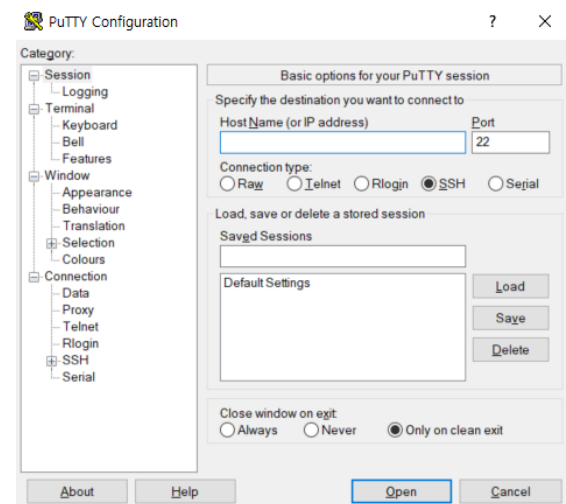 PuTTY Configuration
?
Category:
Session
Logging
Terminal
Keyboard
Bell
Features
Window
Appearance
Behaviour
Translation
Selection
Colours
Connection
Data
Proxy
Telnet
Rlogin
SSH
Serial
Basic options for your PuTTY session
Specify the destination you want to connect to
Host Name (or IP address) Port
22
Connection type:
Raw Telnet Rlogin SSH Serial
Load, save or delete a stored session
Saved Sessions
Default Settings
Load
Save
Delete
Close window on exit:
Always Never Only on clean exit
About Help Open Cancel